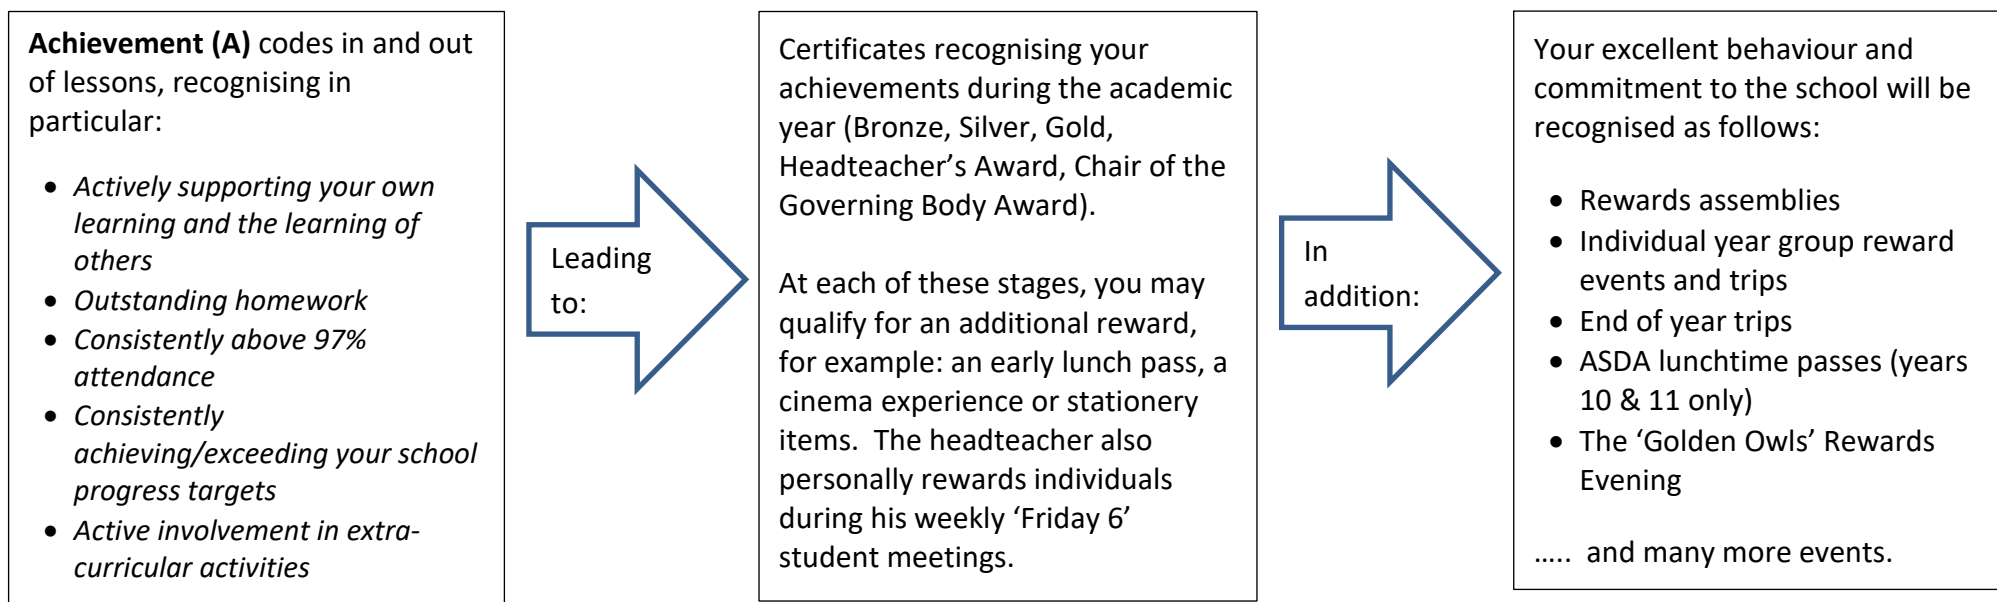 Achievement (A) codes in and out
of lessons, recognising in
particular:
• Actively supporting your own
learning and the learning of
others
• Outstanding homework
• Consistently above 97%
attendance
• Consistently
achieving/exceeding your school
progress targets
• Active involvement in extra-
curricular activities
Leading
to:
Certificates recognising your
achievements during the academic
year (Bronze, Silver, Gold,
Headteacher’s Award, Chair of the
Governing Body Award).
At each of these stages, you may
qualify for an additional reward,
for example: an early lunch pass, a
cinema experience or stationery
items.  The headteacher also
personally rewards individuals
during his weekly ‘Friday 6’
student meetings.
In
addition:
Your excellent behaviour and
commitment to the school will be
recognised as follows:
• Rewards assemblies
• Individual year group reward
events and trips
• End of year trips
• ASDA lunchtime passes (years
10 & 11 only)
• The ‘Golden Owls’ Rewards
Evening
….. and many more events.